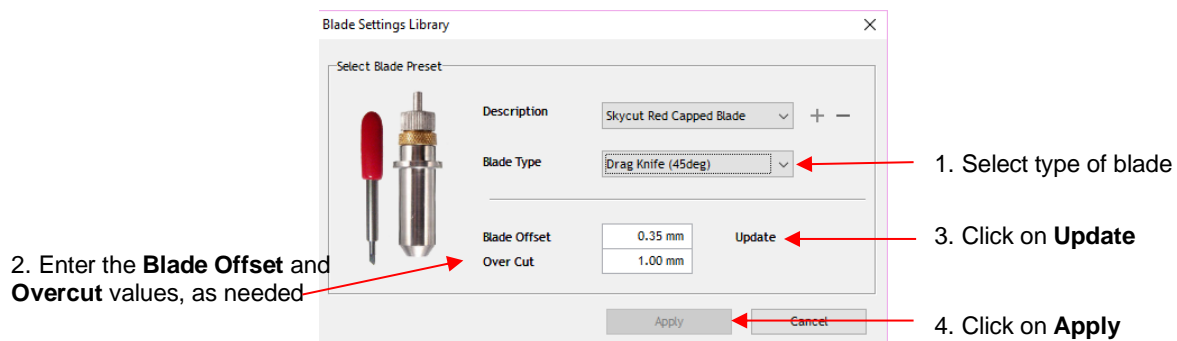 Blade Settings Library
Select Blade Preset
Description
Skycut Red Capped Blade
Blade Type
Drag Knife (45deg)
1. Select type of blade
Blade Offset
0.35 mm
Update
3. Click on Update
Over Cut
1.00 mm
2. Enter the Blade Offset and
Overcut values, as needed
Apply
Cancel
4. Click on Apply